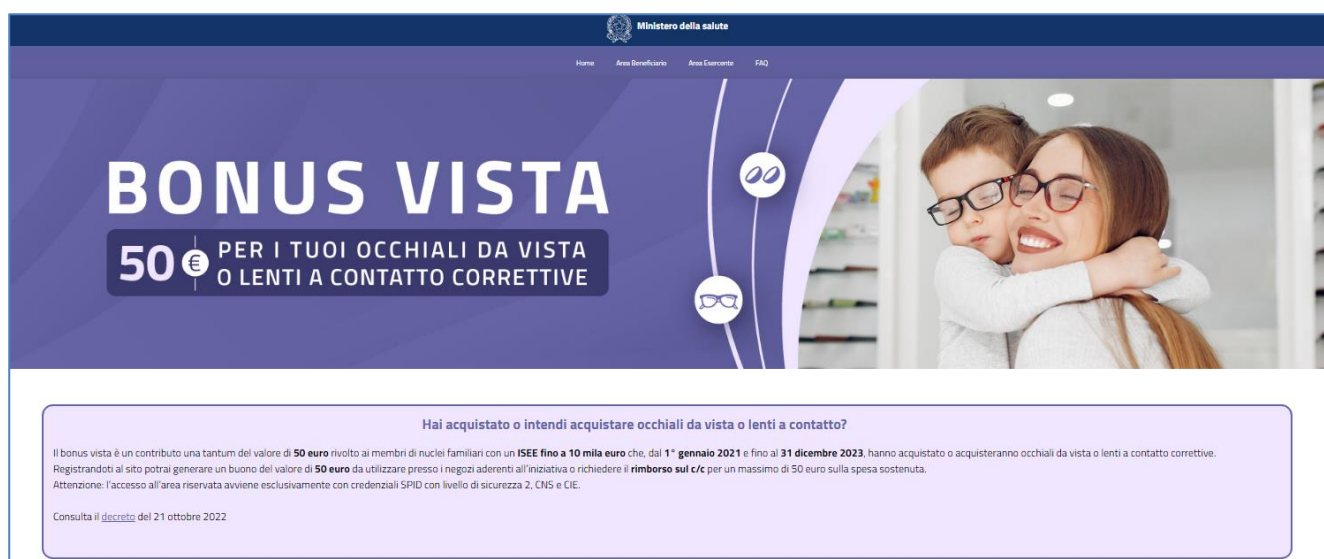 Ministero della salute
Home Area Beneficiario Area Esercente FAQ
BONUS VISTA
50 € PER I TUOI OCCHIALI DA VISTA
O LENTI A CONTATTO CORRETTIVE
Hai acquistato o intendi acquistare occhiali da vista o lenti a contatto?
Il bonus vista è un contributo una tantum del valore di 50 euro rivolto ai membri di nuclei familiari con un ISEE fino a 10 mila euro che, dal 1° gennaio 2021 e fino al 31 dicembre 2023, hanno acquistato o acquisteranno occhiali da vista o lenti a contatto correttive.
Registrandoti al sito potrai generare un buono del valore di 50 euro da utilizzare presso i negozi aderenti all'iniziativa o richiedere il rimborso sul c/c per un massimo di 50 euro sulla spesa sostenuta.
Attenzione: l'accesso all'area riservata avviene esclusivamente con credenziali SPID con livello di sicurezza 2, CNS e CIE.
Consulta il decreto del 21 ottobre 2022